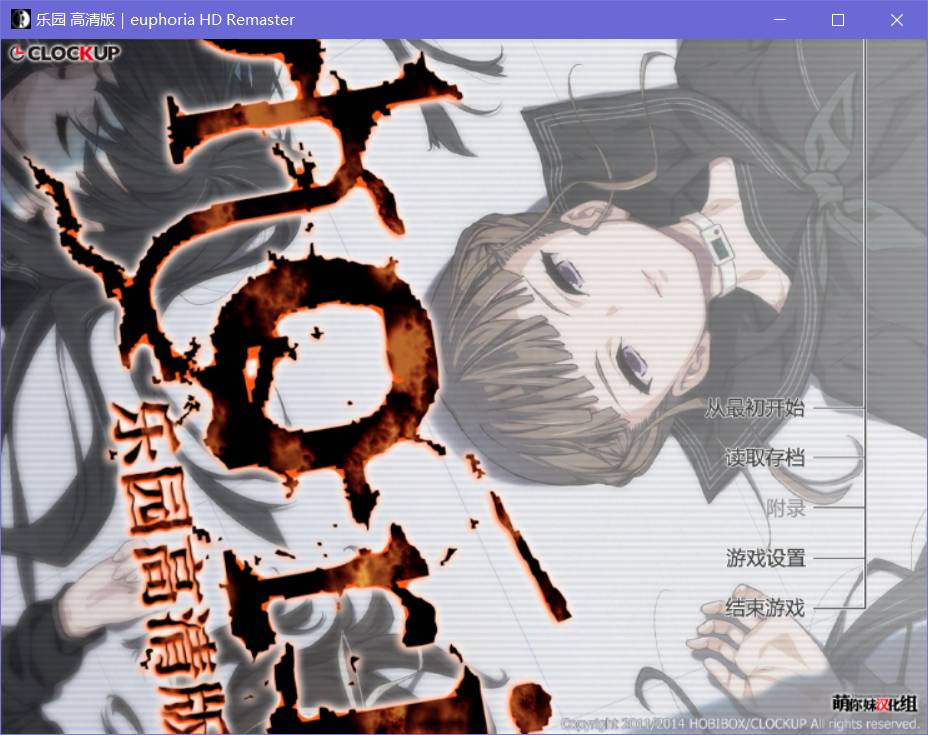 乐园 高清版 | euphoria HD Remaster
CLOCKUP
乐园高清版
从最初开始
读取存档
附录
游戏设置
结束游戏
萌你妹汉化组
Copyright 2011/2014 HOBIBOX/CLOCKUP All rights reserved.